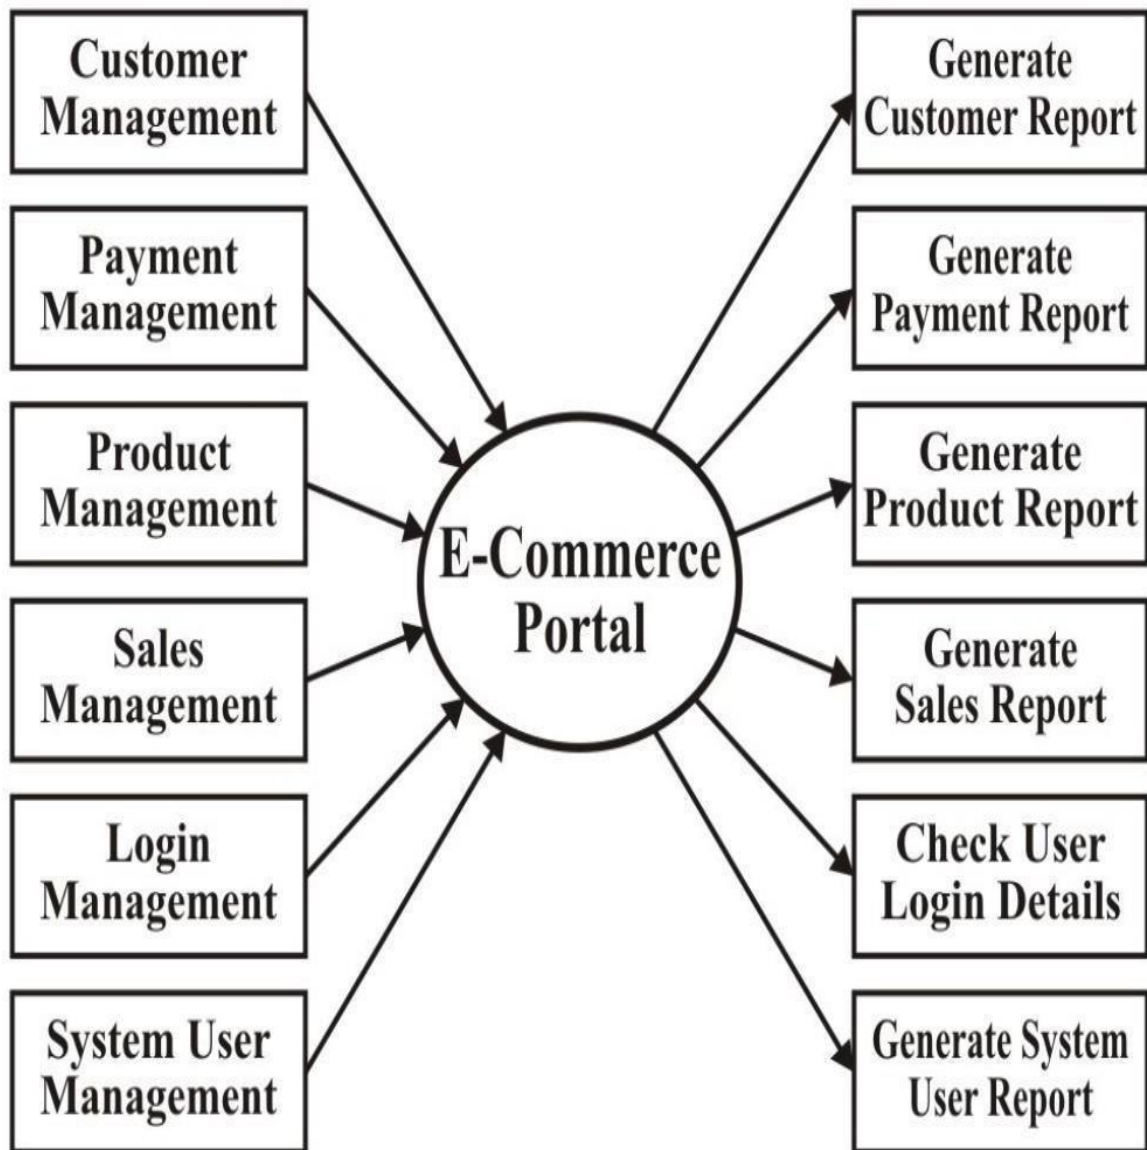 Customer
Management
Payment
Management
Product
Management
Sales
Management
Login
Management
System User
Management
E-Commerce
Portal
Generate
Customer Report
Generate
Payment Report
Generate
Product Report
Generate
Sales Report
Check User
Login Details
Generate System
User Report